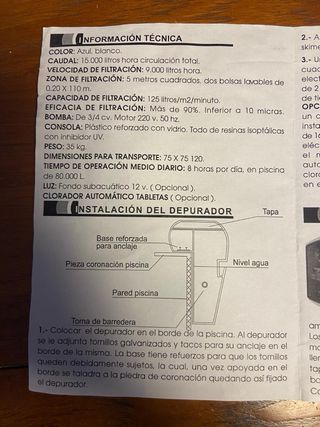 INFORMACIÓN TÉCNICA
COLOR: Azul, blanco.
CAUDAL: 15.000 litros hora circulación total.
VELOCIDAD DE FILTRACIÓN: 9.000 litros hora.
ZONA DE FILTRACIÓN: 5 metros cuadrados, dos bolsas lavables de
0.20 X 110 m.
CAPACIDAD DE FILTRACIÓN: 125 litros/m2/minuto.
EFICACIA DE FILTRACIÓN: Más de 90%. Inferior a 10 micras.
BOMBA: De 3/4 cv. Motor 220 v. 50 hz.
CONSOLA: Plástico reforzado con vidrio. Todo de resinas isoptálicas
con inhibidor UV.
PESO: 35 kg.
DIMENSIONES PARA TRANSPORTE: 75 X 75 120.
TIEMPO DE OPERACIÓN MEDIO DIARIO: 8 horas por día, en piscina
de 80.000 L.
LUZ: Fondo subacuático 12 v. ( Opcional ).
CLORADOR AUTOMÁTICO TABLETAS ( Opcional ).
INSTALACIÓN DEL DEPURADOR
Tapa
Base reforzada
para anclaje
Pieza coronación piscina
Nivel agua
Pared piscina
Toma de barredera
1.- Colocar el depurador en el borde de la piscina. Al depurador
se le adjunta tornillos galvanizados y tacos para su anclaje en el
borde de la misma. La base tiene refuerzos para que los tornillos
queden debidamente sujetos, la cual, una vez apoyada en el
borde se taladra a la piedra de coronación quedando así fijado
el depurador.
2.- A
skime
3.- U